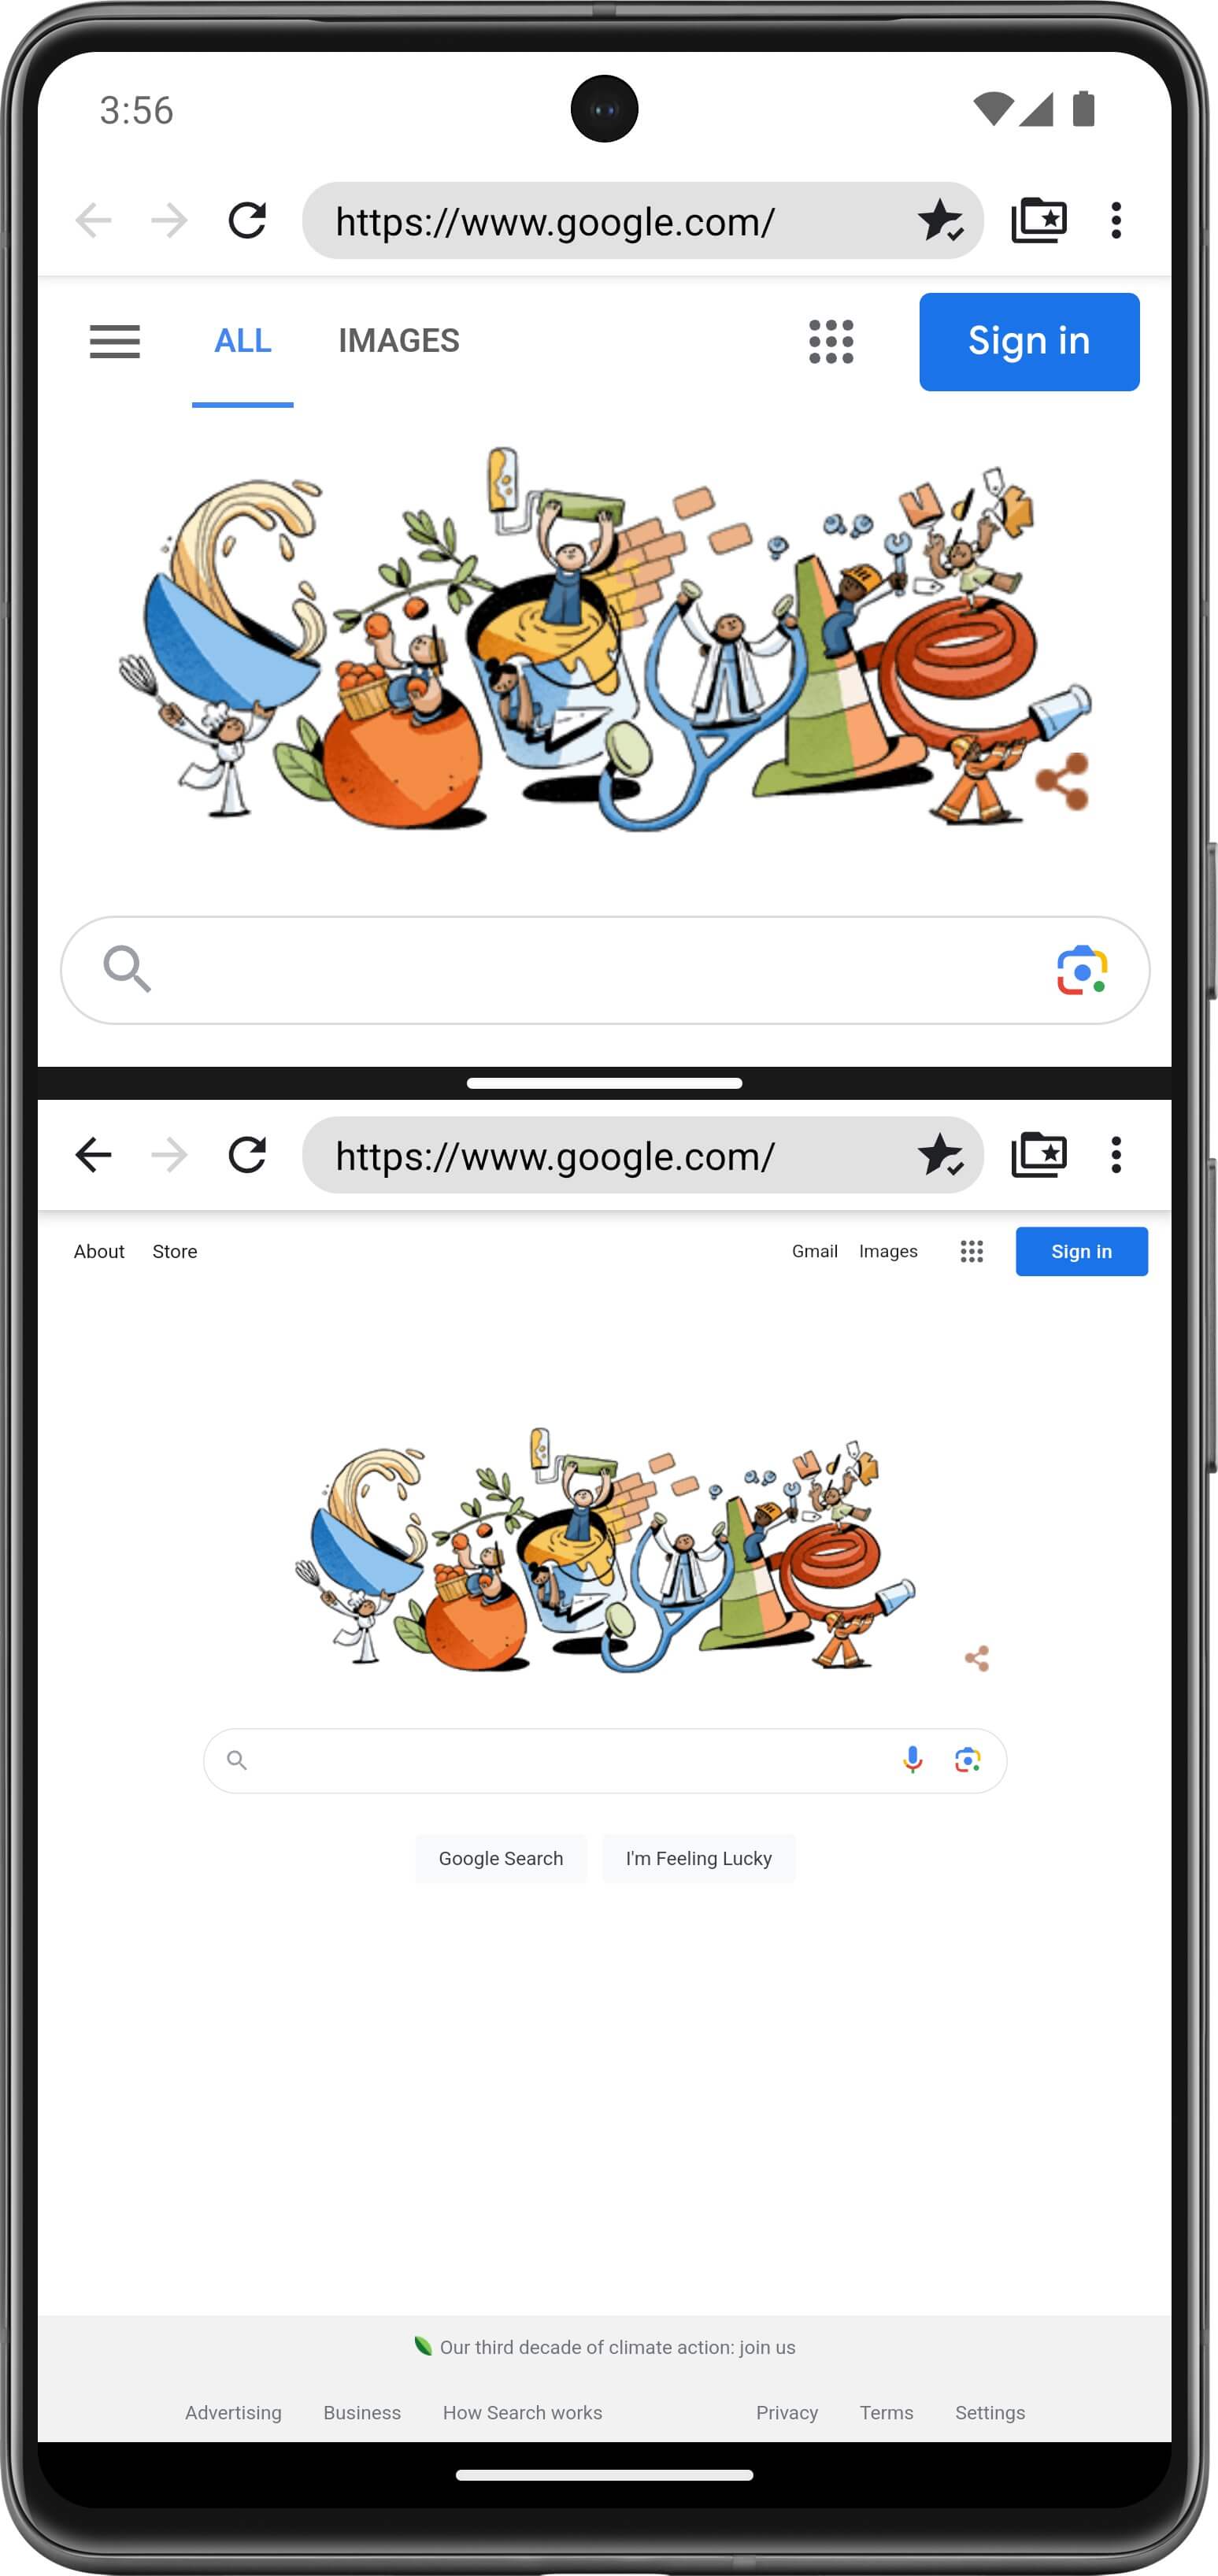 3:56
https://www.google.com/
ALL IMAGES Sign in
https://www.google.com/
About Store Gmail Images Sign in
Google Search I'm Feeling Lucky
Our third decade of climate action: join us
Advertising Business How Search works Privacy Terms Settings